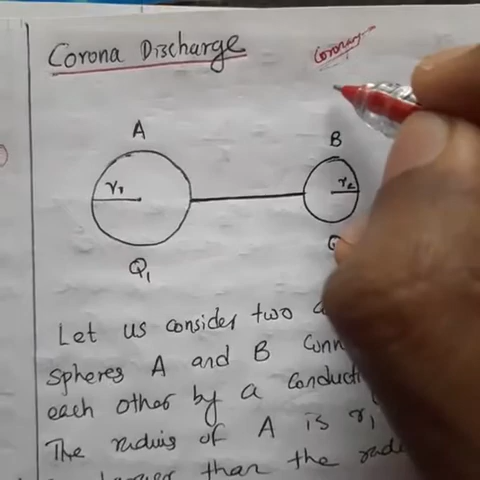 Corona Discharge
A
B
r₁
r₂
Q₁
Let us consider two
spheres A and B conn
each other by a conducti
The radius of A is r₁
than the radi